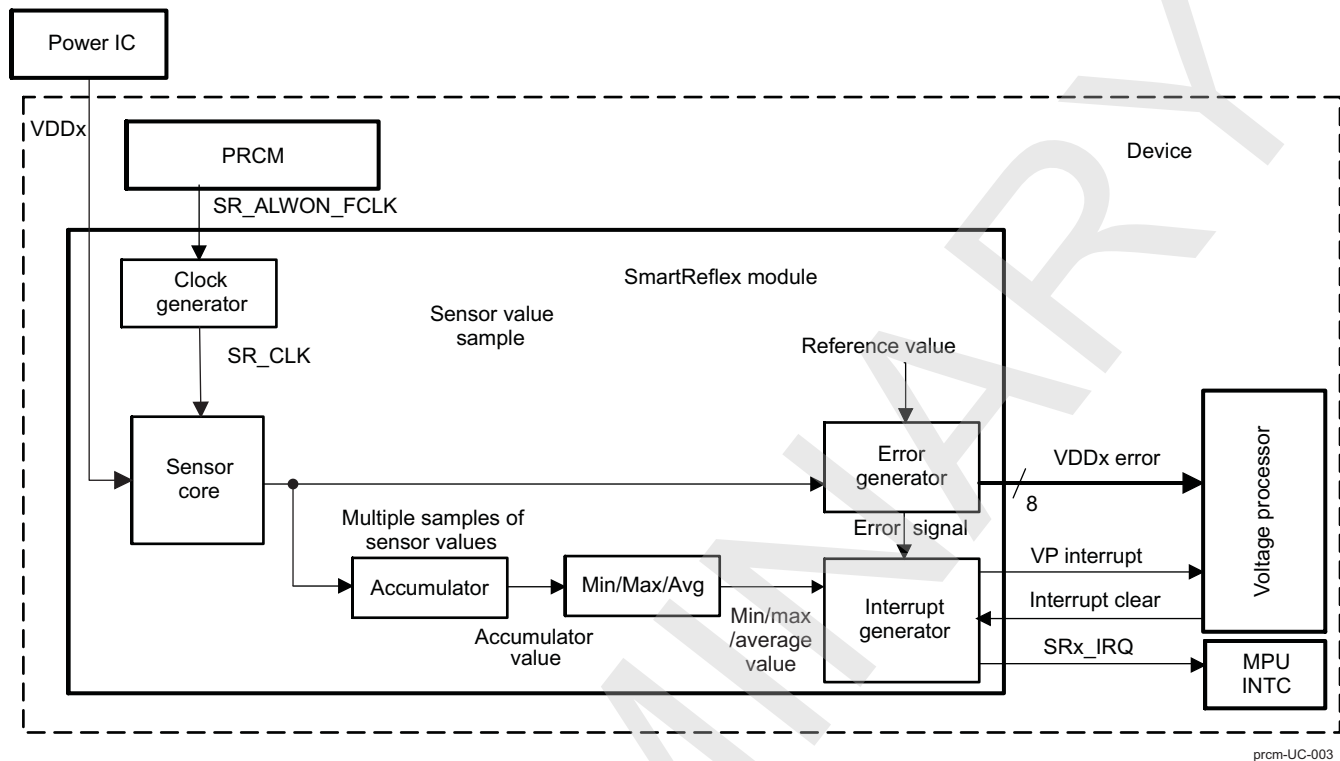 Power IC
VDDx
PRCM
Device
SR_ALWON_FCLK
Clock
generator
SmartReflex module
Sensor value
sample
SR_CLK
Reference value
Sensor
core
Error
generator
VDDx error
8
Voltage processor
Multiple samples of
sensor values
Error signal
Accumulator
Min/Max/Avg
Interrupt
generator
VP interrupt
Interrupt clear
Accumulator
value
Min/max
/average
value
SRx_IRQ
MPU
INTC
prcm-UC-003
MINARY